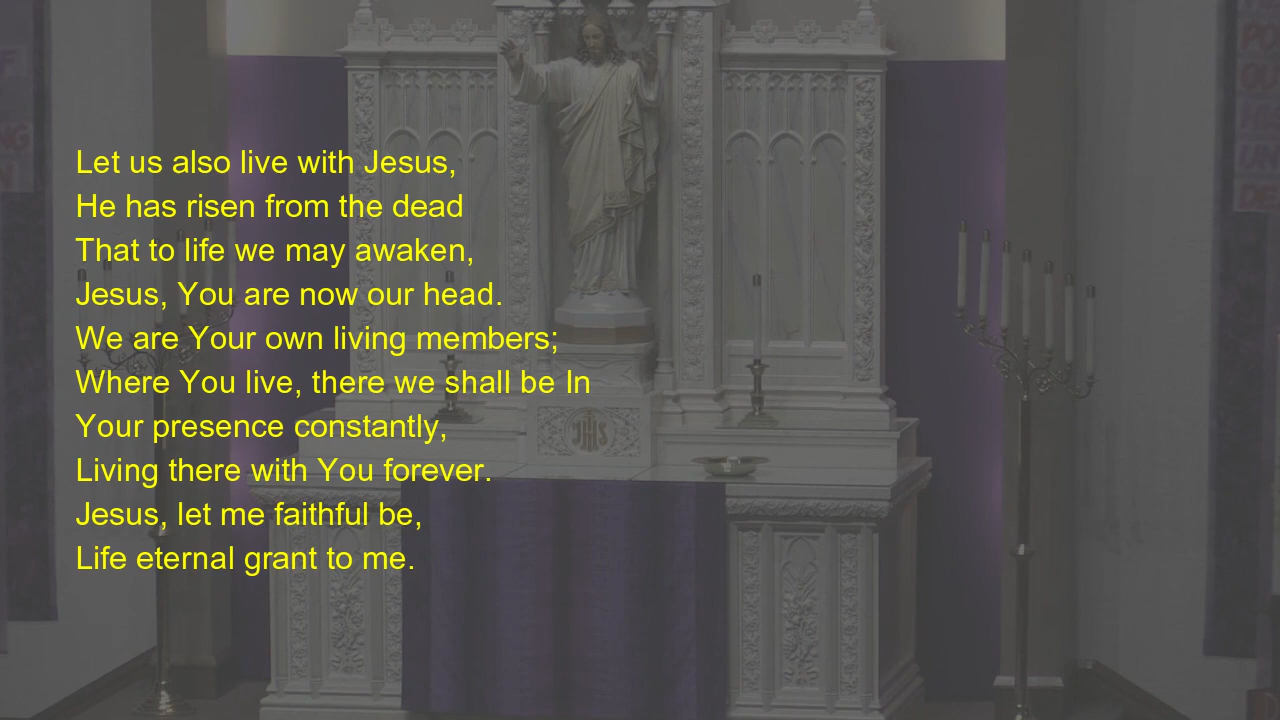 Let us also live with Jesus,
He has risen from the dead
That to life we may awaken,
Jesus, You are now our head.
We are Your own living members;
Where You live, there we shall be In
Your presence constantly,
Living there with You forever.
Jesus, let me faithful be,
Life eternal grant to me.
IHS